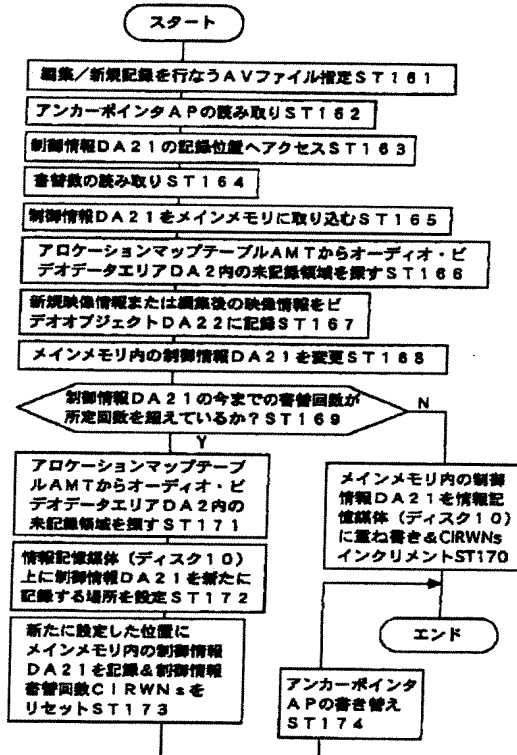 スタート
編集／新規記録を行なうＡＶファイル指定ＳＴ１６１
アンカーポインタＡＰの読み取りＳＴ１６２
制御情報ＤＡ２１の記録位置へアクセスＳＴ１６３
書替数の読み取りＳＴ１６４
制御情報ＤＡ２１をメインメモリに取り込むＳＴ１６５
アロケーションマップテーブルＡＭＴからオーディオ・ビ
デオデータエリアＤＡ２内の未記録領域を探すＳＴ１６６
新規映像情報または編集後の映像情報をビ
デオオブジェクトＤＡ２２に記録ＳＴ１６７
メインメモリ内の制御情報ＤＡ２１を変更ＳＴ１６８
制御情報ＤＡ２１の今までの書替回数が
所定回数を超えているか？ＳＴ１６９
Ｎ
Ｙ
アロケーションマップテーブ
ルＡＭＴからオーディオ・ビ
デオデータエリアＤＡ２内の
未記録領域を探すＳＴ１７１
情報記憶媒体（ディスク１０）
上に制御情報ＤＡ２１を新たに
記録する場所を設定ＳＴ１７２
新たに設定した位置に
メインメモリ内の制御情報
ＤＡ２１を記録＆制御情報
書替回数ＣＩＲＷＮｓを
リセットＳＴ１７３
メインメモリ内の制御
情報ＤＡ２１を情報記
憶媒体（ディスク１０）
に重ね書き＆CIRWNs
インクリメントST170
エンド
アンカーポインタ
ＡＰの書き替え
ＳＴ１７４